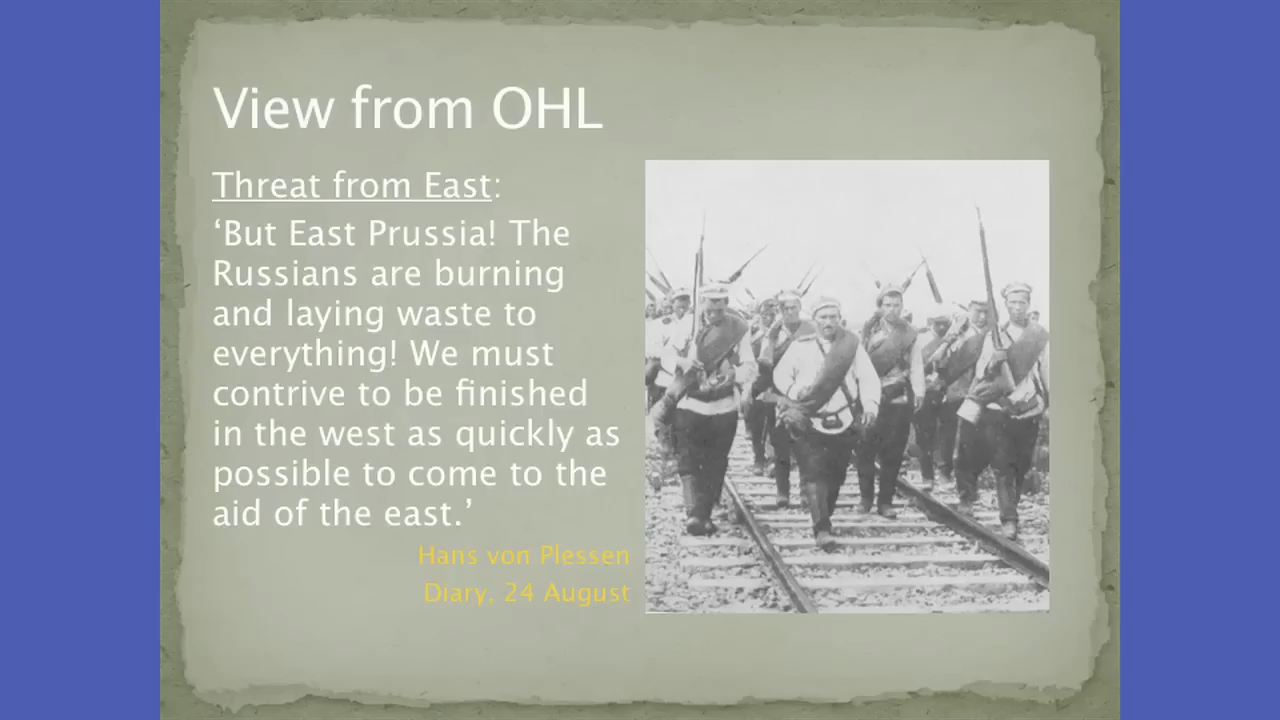 View from OHL
Threat from East:
‘But East Prussia! The
Russians are burning
and laying waste to
everything! We must
contrive to be finished
in the west as quickly as
possible to come to the
aid of the east.’
Hans von Plessen
Diary, 24 August